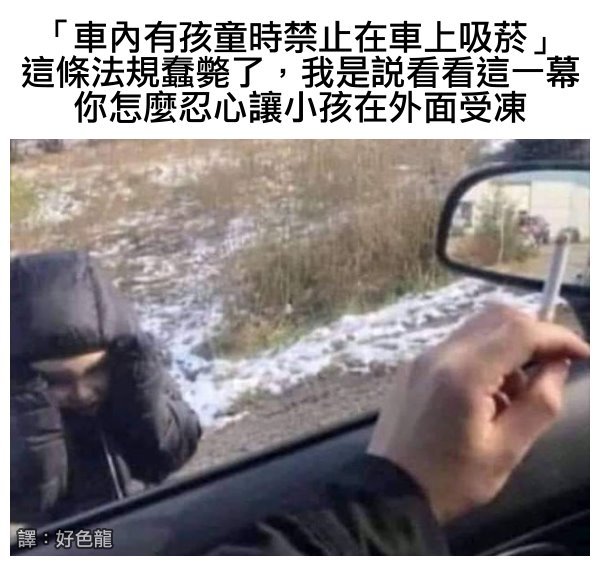 「車內有孩童時禁止在車上吸菸」
這條法規蠢斃了，我是説看看這一幕
你怎麼忍心讓小孩在外面受凍
譯：好色龍